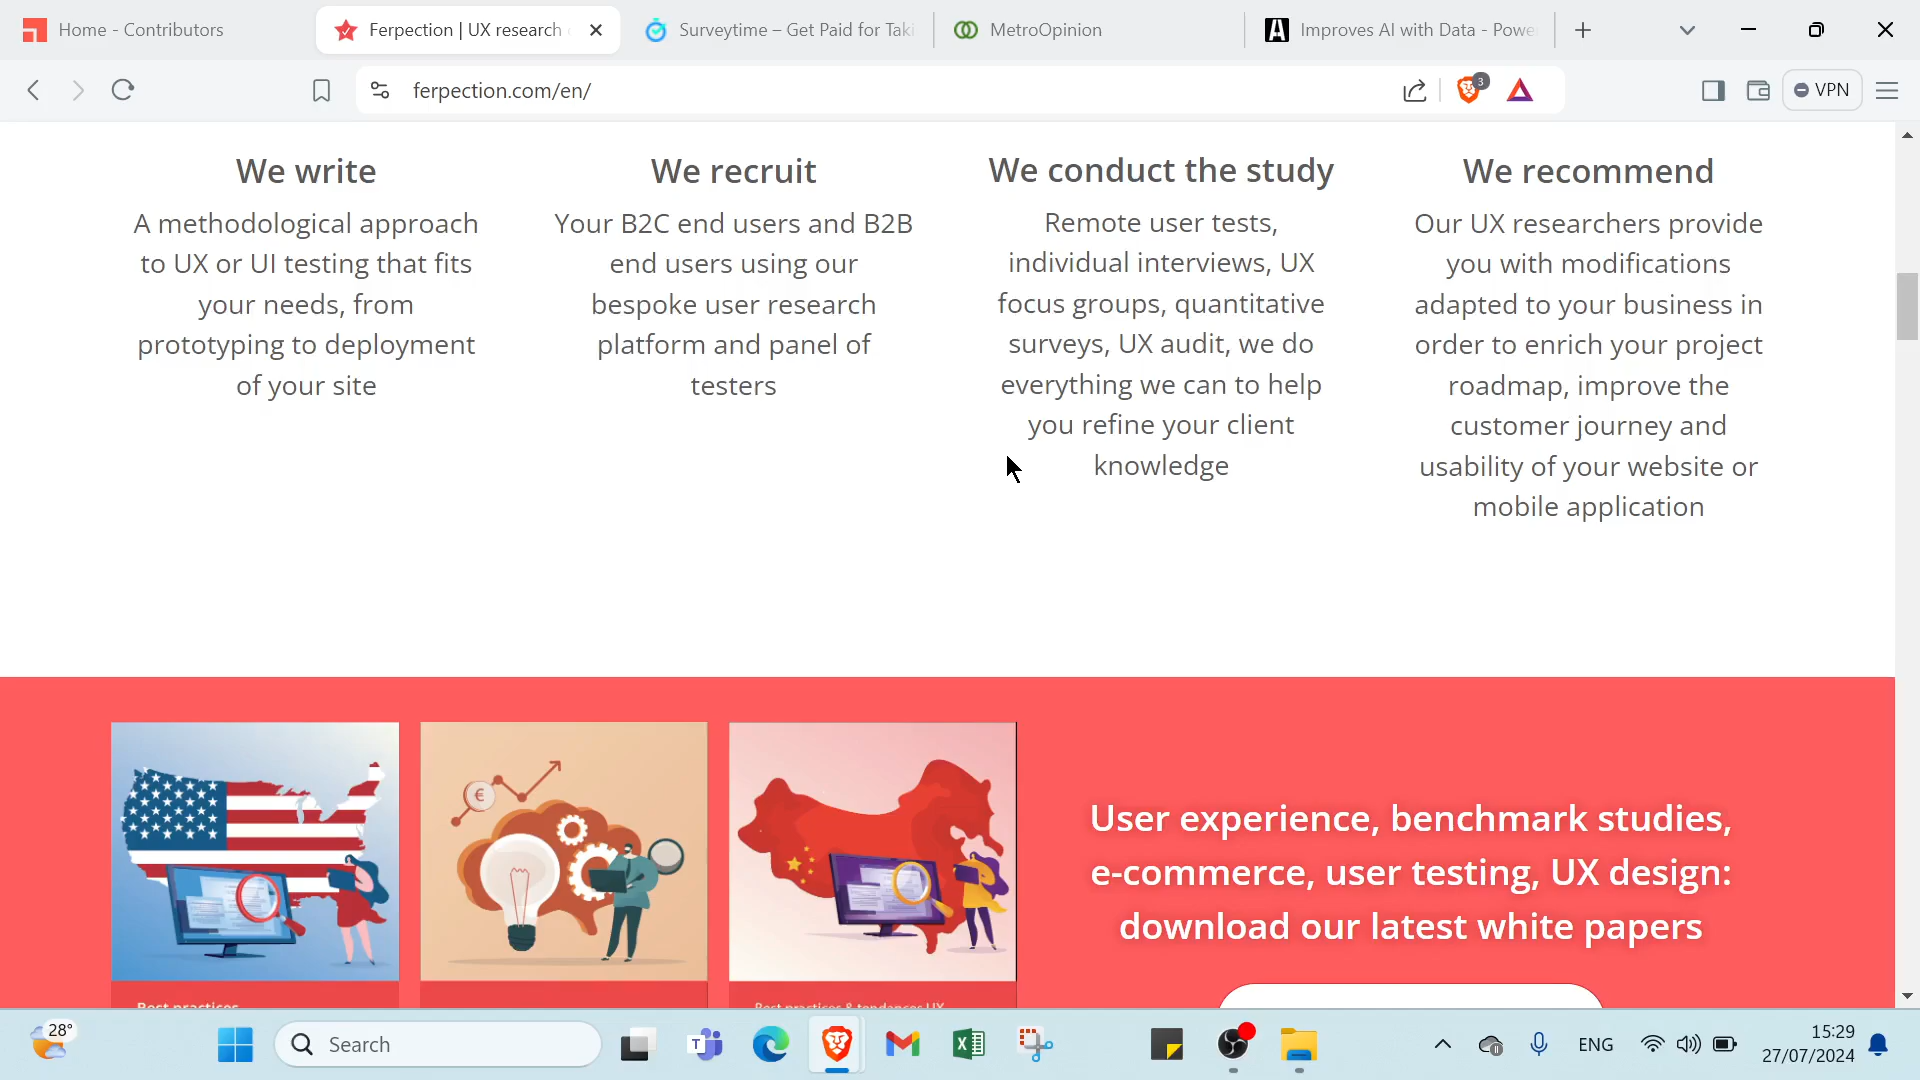 Home - Contributors
Ferpection | UX research
Surveytime – Get Paid for Taki
MetroOpinion
Improves AI with Data - Powe
ferpection.com/en/
3
VPN
We write
A methodological approach
to UX or UI testing that fits
your needs, from
prototyping to deployment
of your site
We recruit
Your B2C end users and B2B
end users using our
bespoke user research
platform and panel of
testers
We conduct the study
Remote user tests,
individual interviews, UX
focus groups, quantitative
surveys, UX audit, we do
everything we can to help
you refine your client
knowledge
We recommend
Our UX researchers provide
you with modifications
adapted to your business in
order to enrich your project
roadmap, improve the
customer journey and
usability of your website or
mobile application
User experience, benchmark studies,
e-commerce, user testing, UX design:
download our latest white papers
Best practices
Best practices & tendances UX
28°
Search
ENG
15:29
27/07/2024